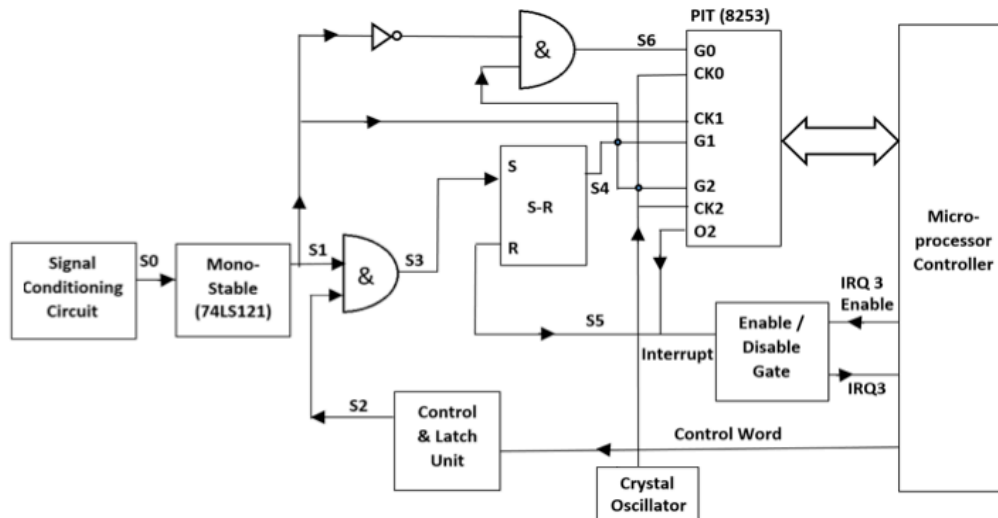 PIT (8253)
&
S6
G0
CK0
CK1
G1
S
S4
S-R
G2
CK2
R
O2
Micro-
processor
Controller
Signal
Conditioning
Circuit
S0
Mono-
Stable
(74LS121)
S1
&
S3
S5
Interrupt
Enable /
Disable
Gate
IRQ 3
Enable
IRQ3
S2
Control
& Latch
Unit
Control Word
Crystal
Oscillator